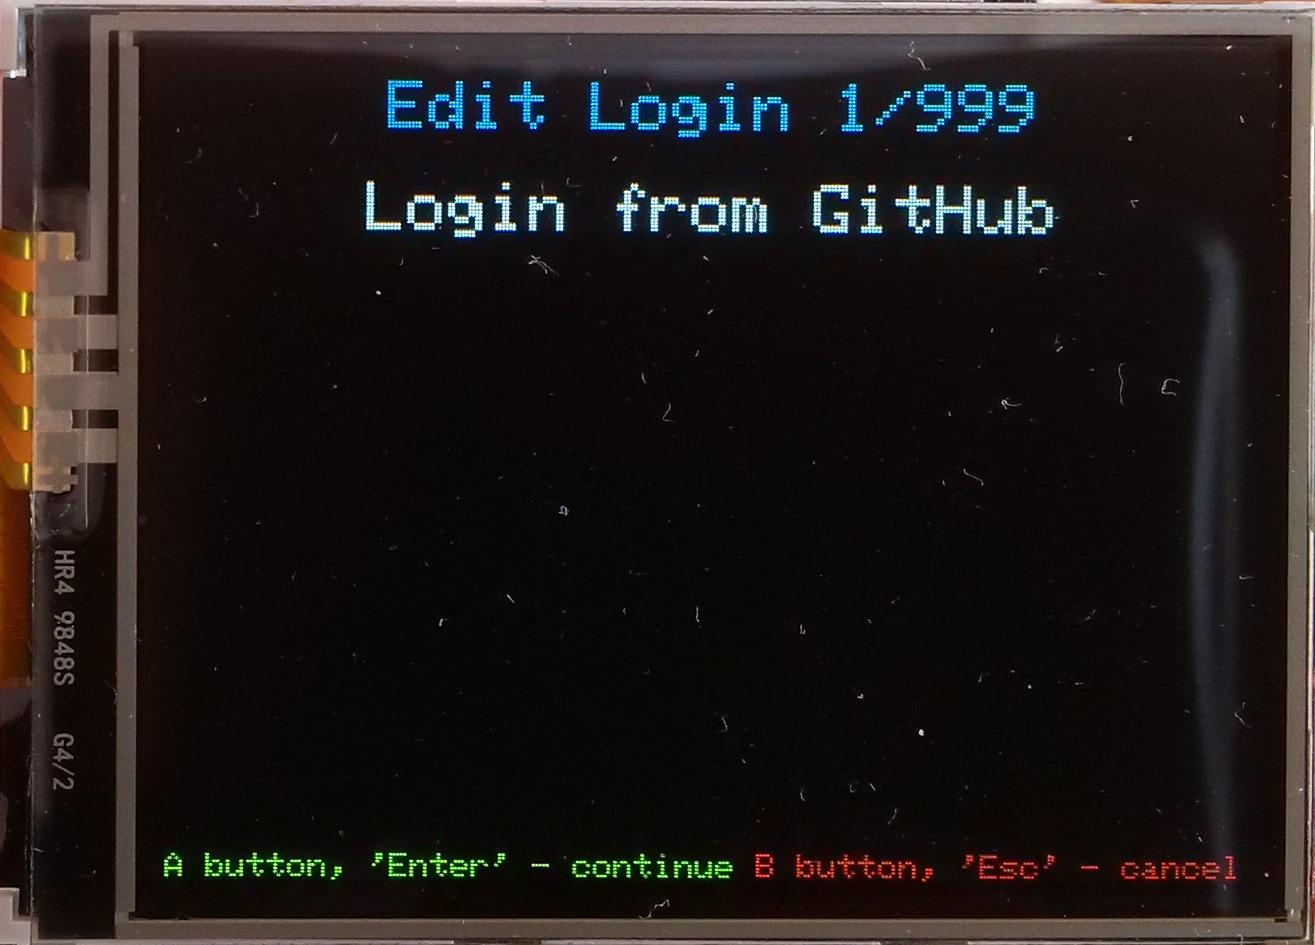 Edit Login 1/999
Login from GitHub
A button, 'Enter' - continue B button, 'Esc' - cancel
HR4 9848S G4/2